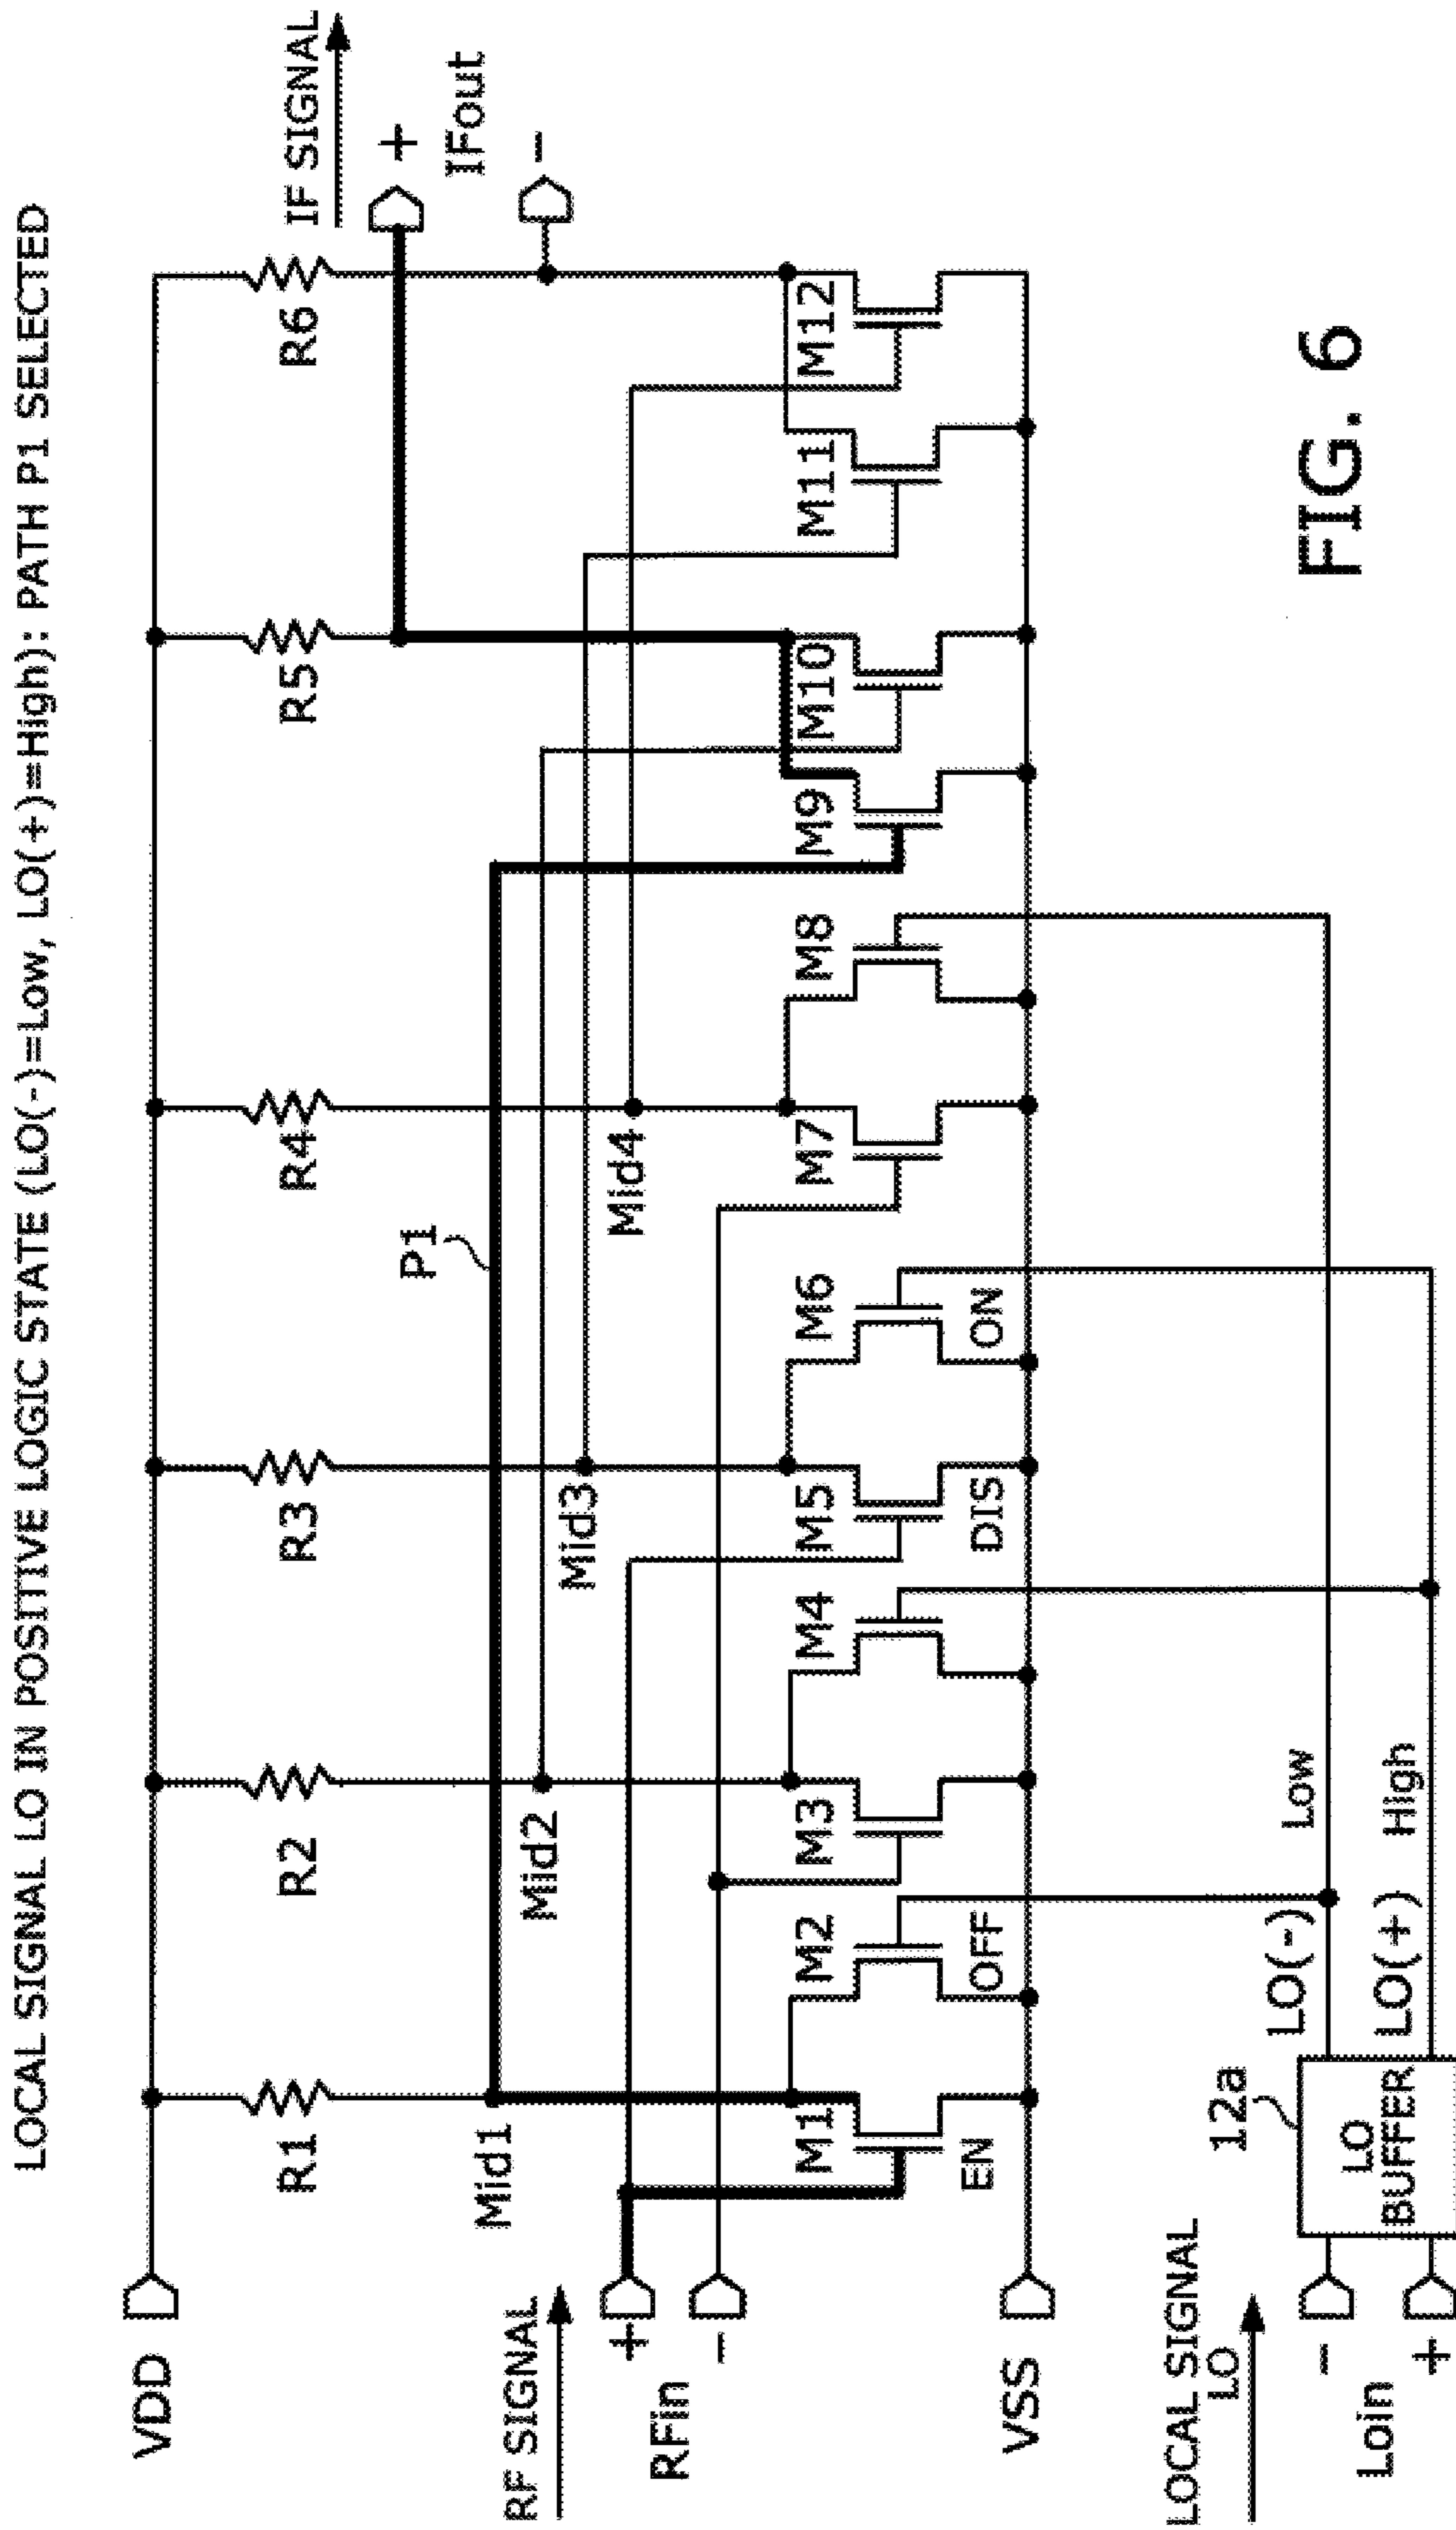 LOCAL SIGNAL LO IN POSITIVE LOGIC STATE (LO(-)=Low, LO(+)=High): PATH P1 SELECTED
VDD
R1
R2
R3
R4
R5
R6
IF SIGNAL
+
IFout
-
P1
Mid1
Mid2
Mid3
Mid4
RF SIGNAL
+
RFin
-
M1
M2
M3
M4
M5
M6
M7
M8
M9
M10
M11
M12
EN
OFF
DIS
ON
VSS
LOCAL SIGNAL
LO
12a
LO(-)
Low
-
Loin
+
LO
BUFFER
LO(+)
High
FIG. 6